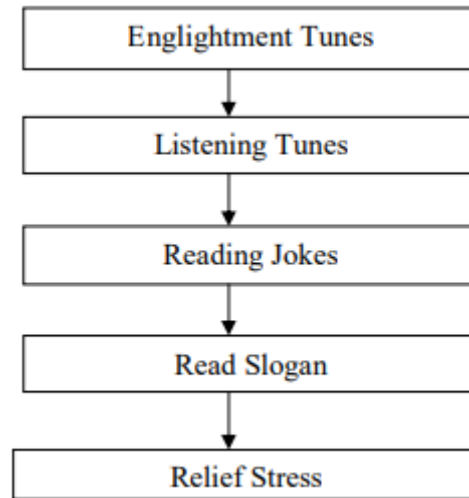 Englightment Tunes
Listening Tunes
Reading Jokes
Read Slogan
Relief Stress